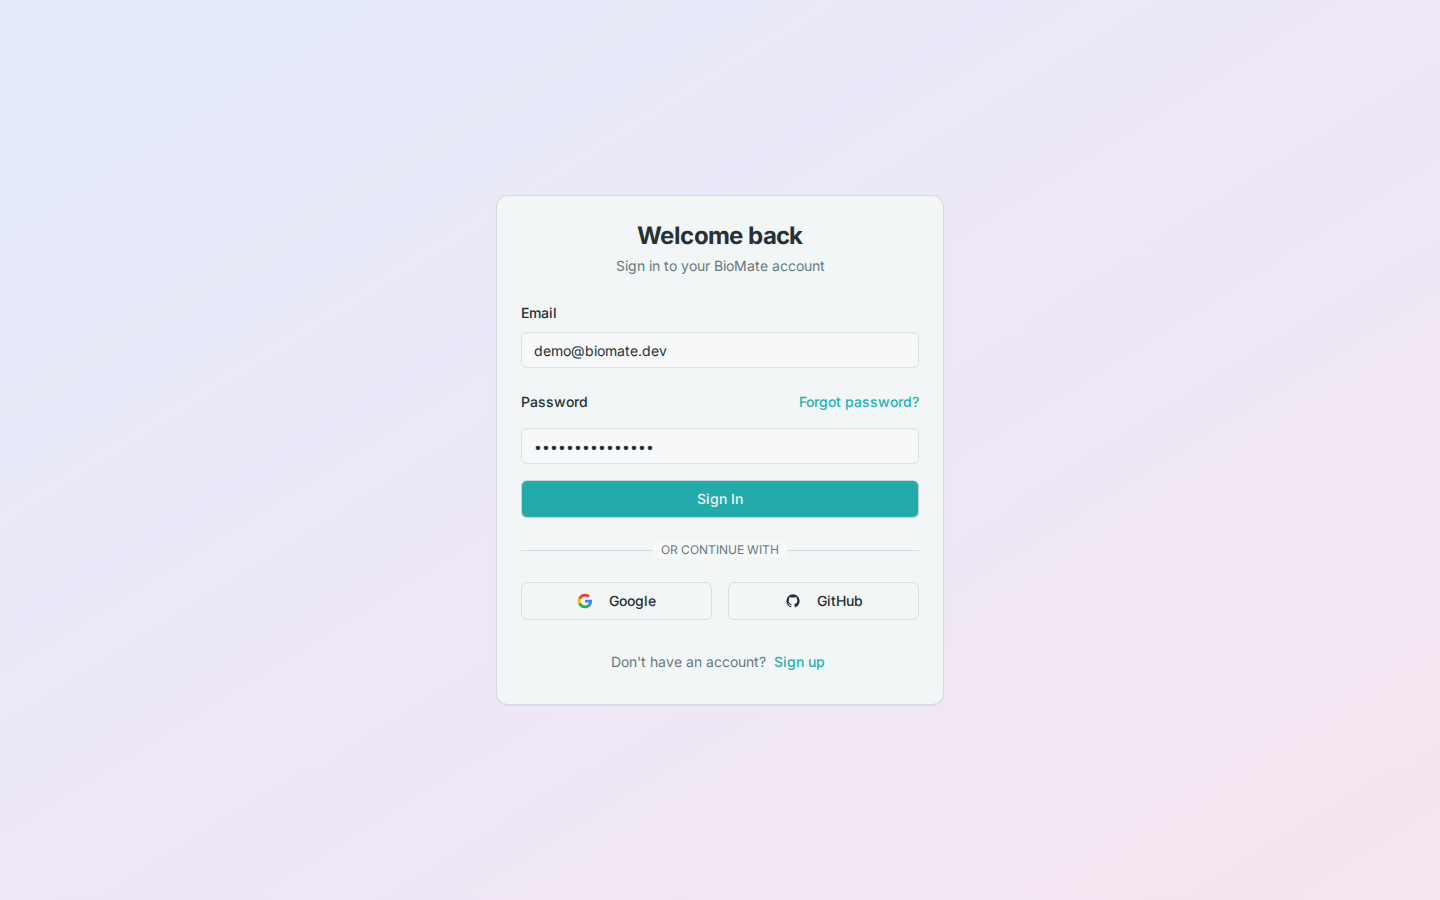 Welcome back
Sign in to your BioMate account
Email
demo@biomate.dev
Password
Forgot password?
•••••••••••••••
Sign In
OR CONTINUE WITH
Google
GitHub
Don't have an account? Sign up